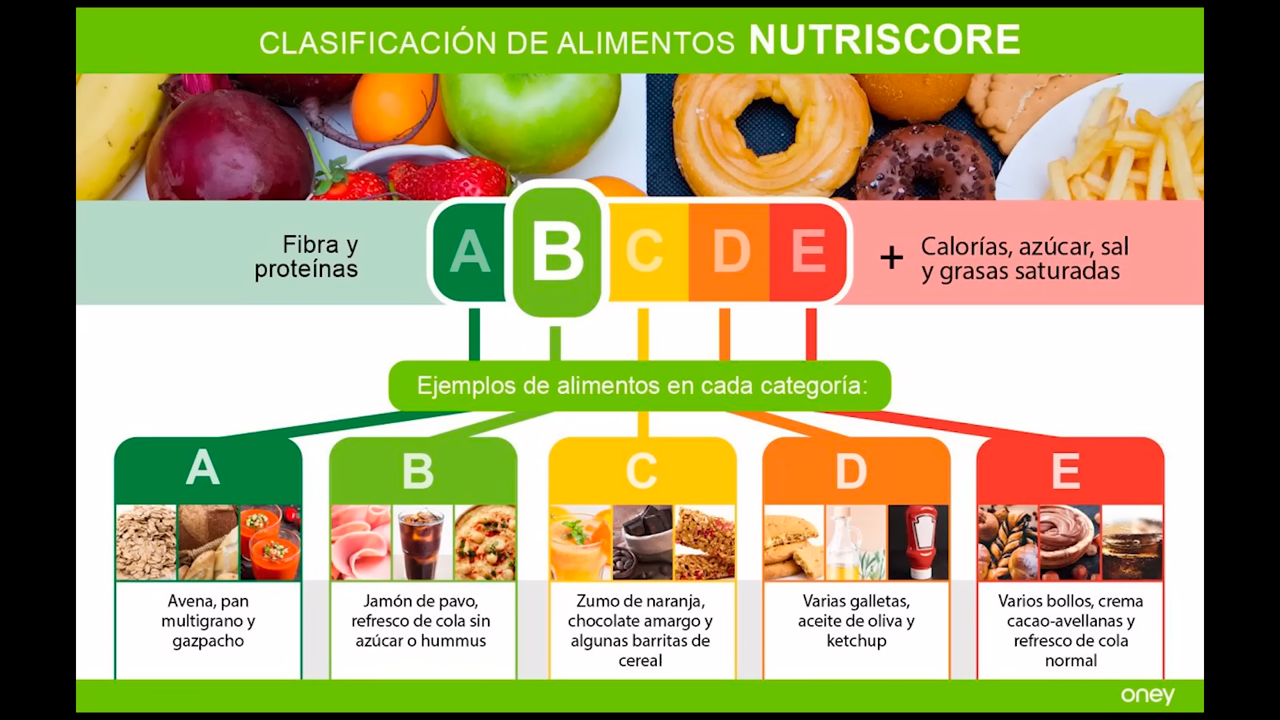 CLASIFICACIÓN DE ALIMENTOS NUTRISCORE
Fibra y
proteínas
A B C D E
+ Calorías, azúcar, sal
y grasas saturadas
Ejemplos de alimentos en cada categoría:
A
Avena, pan
multigrano y
gazpacho
B
Jamón de pavo,
refresco de cola sin
azúcar o hummus
C
Zumo de naranja,
chocolate amargo y
algunas barritas de
cereal
D
Varias galletas,
aceite de oliva y
ketchup
E
Varios bollos, crema
cacao-avellanas y
refresco de cola
normal
oney